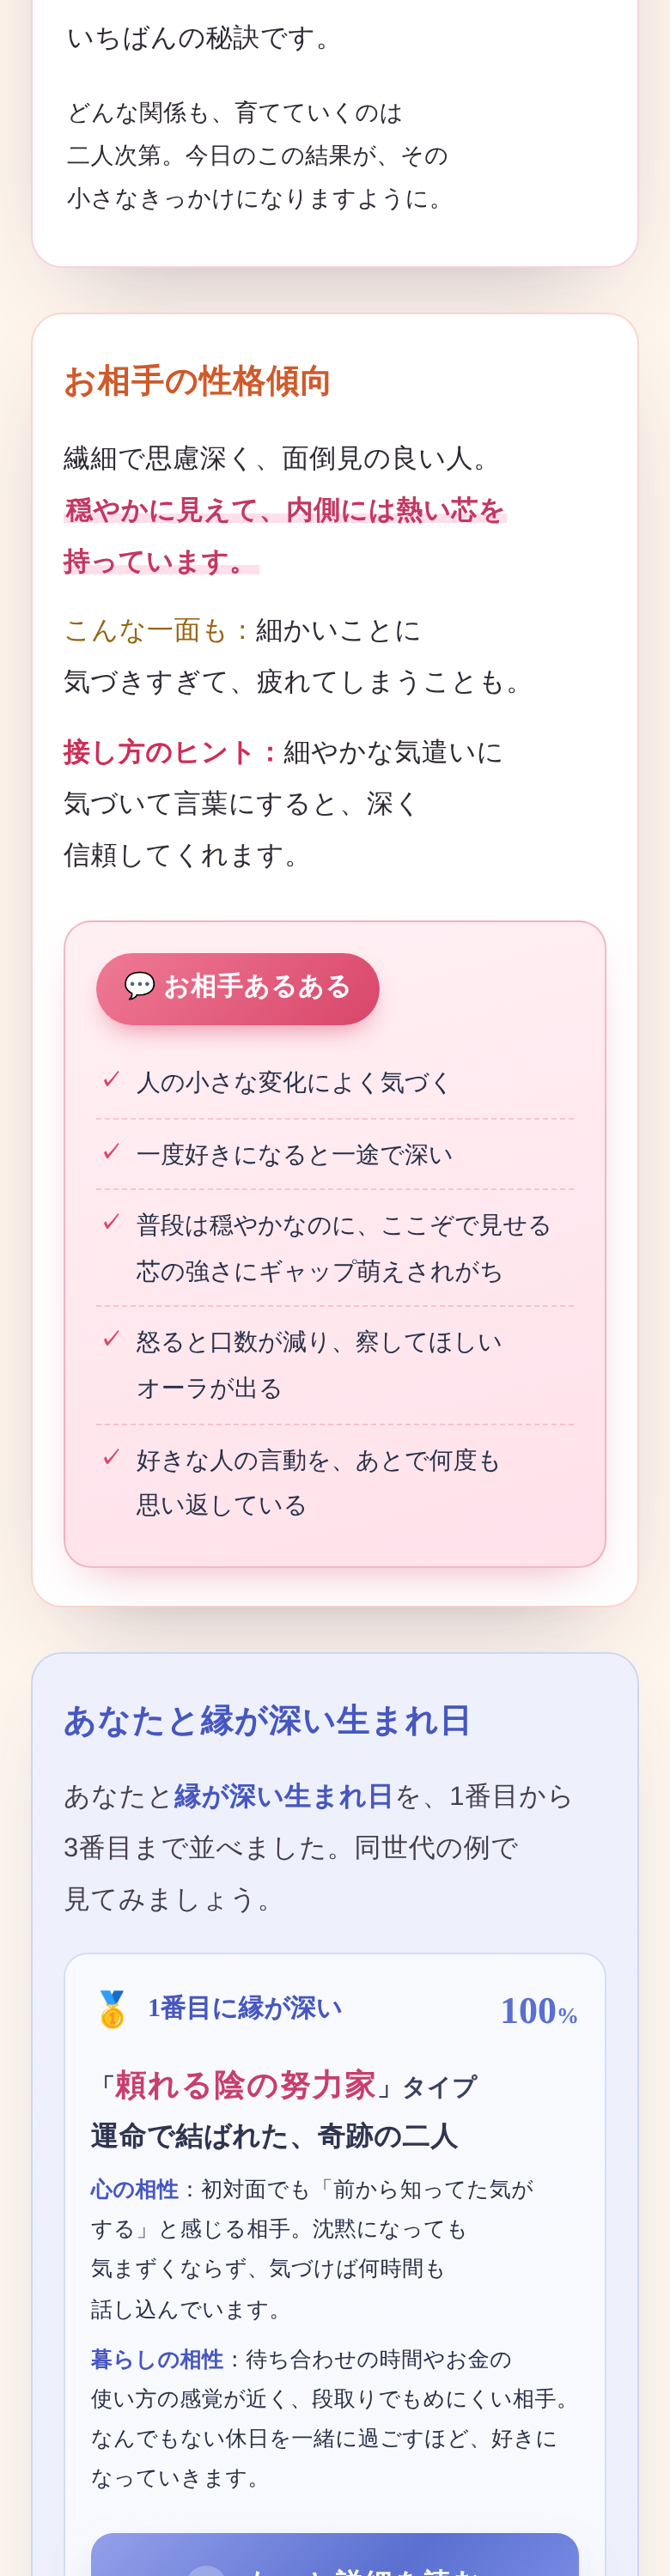 いちばんの秘訣です。
どんな関係も、育てていくのは
二人次第。今日のこの結果が、その
小さなきっかけになりますように。
お相手の性格傾向
繊細で思慮深く、面倒見の良い人。
穏やかに見えて、内側には熱い芯を
持っています。
こんな一面も：細かいことに
気づきすぎて、疲れてしまうことも。
接し方のヒント：細やかな気遣いに
気づいて言葉にすると、深く
信頼してくれます。
💬 お相手あるある
✓ 人の小さな変化によく気づく
✓ 一度好きになると一途で深い
✓ 普段は穏やかなのに、ここぞで見せる
芯の強さにギャップ萌えされがち
✓ 怒ると口数が減り、察してほしい
オーラが出る
✓ 好きな人の言動を、あとで何度も
思い返している
あなたと縁が深い生まれ日
あなたと縁が深い生まれ日を、1番目から
3番目まで並べました。同世代の例で
見てみましょう。
🥇 1番目に縁が深い 100%
「頼れる陰の努力家」タイプ
運命で結ばれた、奇跡の二人
心の相性：初対面でも「前から知ってた気が
する」と感じる相手。沈黙になっても
気まずくならず、気づけば何時間も
話し込んでいます。
暮らしの相性：待ち合わせの時間やお金の
使い方の感覚が近く、段取りでもめにくい相手。
なんでもない休日を一緒に過ごすほど、好きに
なっていきます。